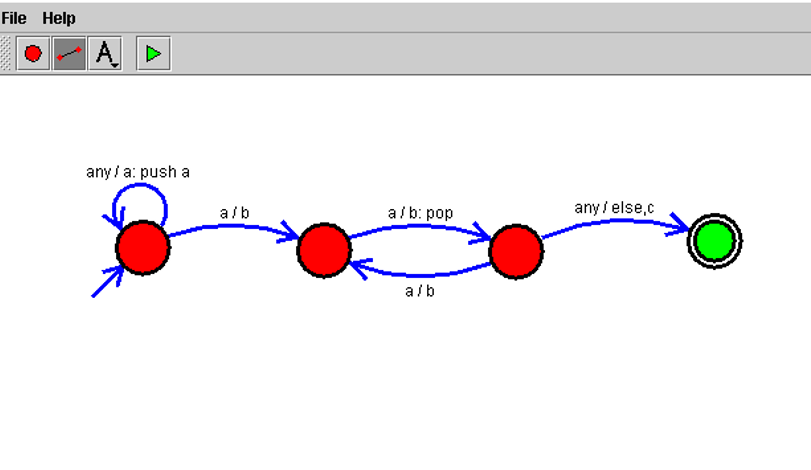 File Help
A
any / a: push a
a / b
a / b: pop
any / else,c
a / b